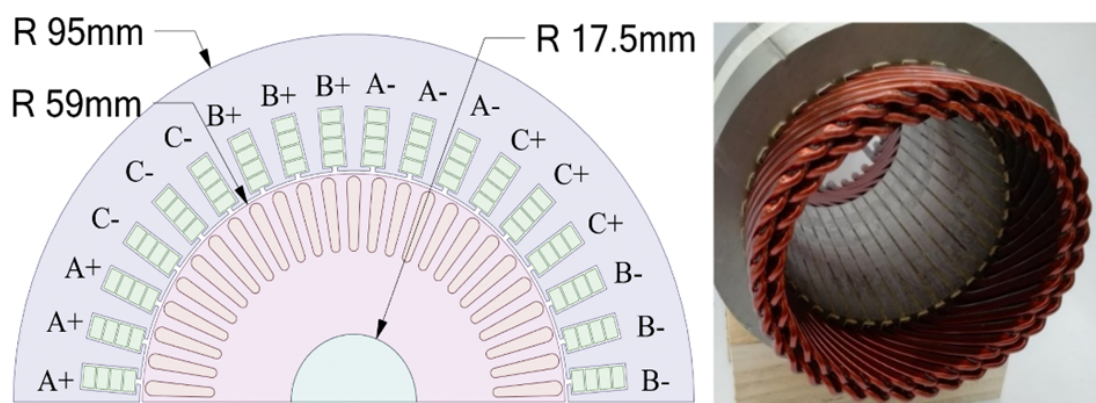 R 95mm
R 17.5mm
R 59mm
A+
A+
A+
C-
C-
C-
B+
B+
B+
A-
A-
A-
C+
C+
C+
B-
B-
B-